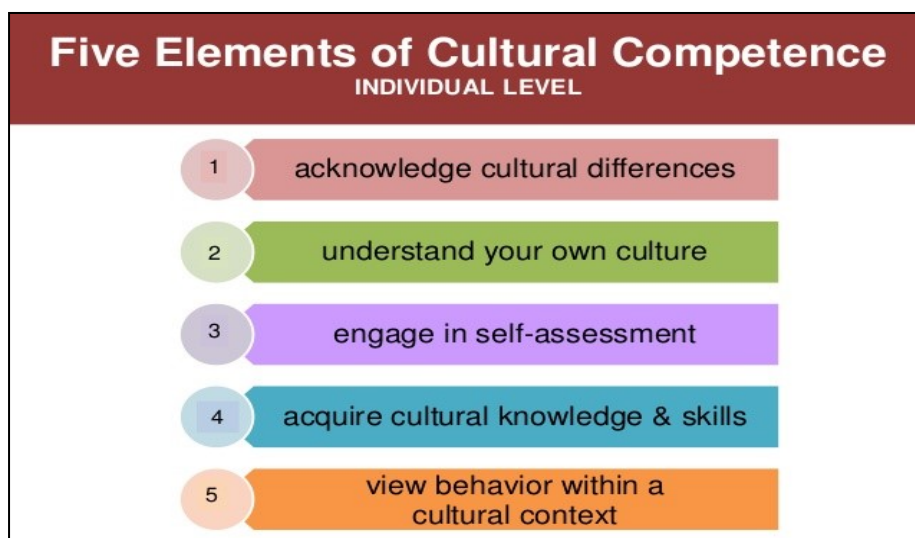 Five Elements of Cultural Competence
INDIVIDUAL LEVEL
1 acknowledge cultural differences
2 understand your own culture
3 engage in self-assessment
4 acquire cultural knowledge & skills
5 view behavior within a
cultural context